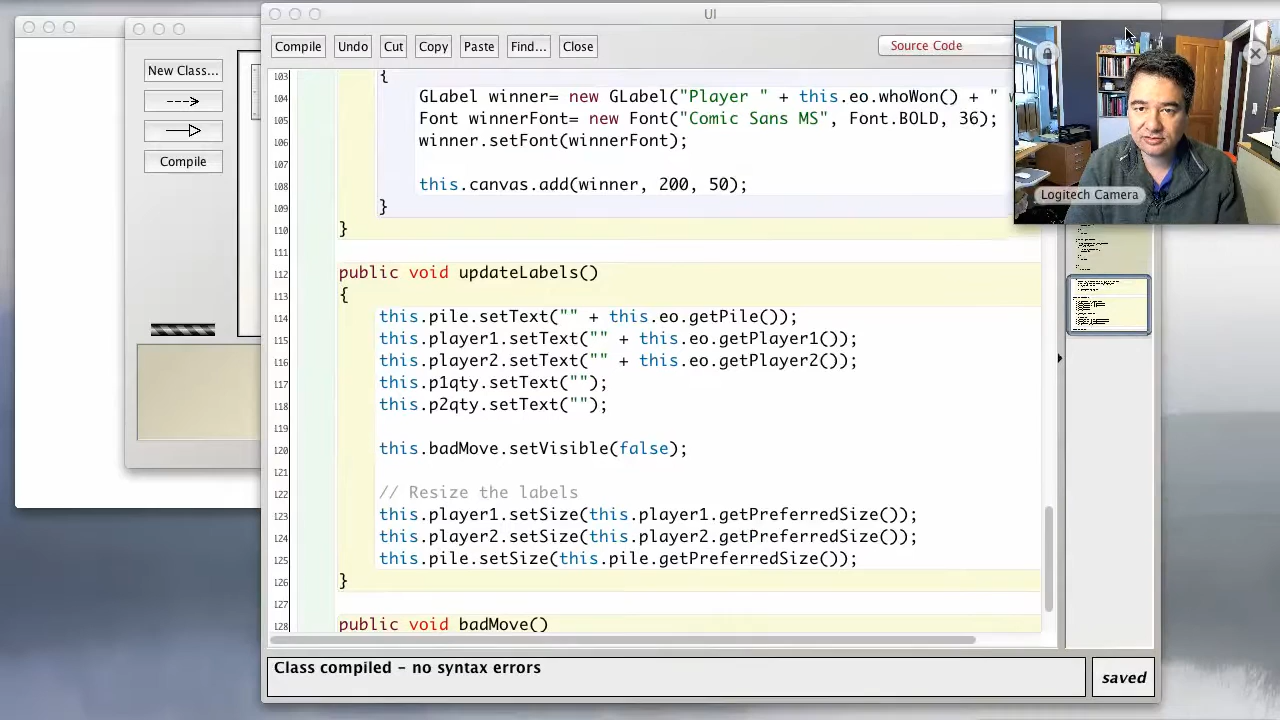 UI
New Class...
Compile
Compile
Undo
Cut
Copy
Paste
Find...
Close
Source Code
Logitech Camera
103 {
104 GLabel winner= new GLabel("Player " + this.eo.whoWon() + "
105 Font winnerFont= new Font("Comic Sans MS", Font.BOLD, 36);
106 winner.setFont(winnerFont);
107
108 this.canvas.add(winner, 200, 50);
109 }
110 }
111
112 public void updateLabels()
113 {
114 this.pile.setText("" + this.eo.getPile());
115 this.player1.setText("" + this.eo.getPlayer1());
116 this.player2.setText("" + this.eo.getPlayer2());
117 this.p1qty.setText("");
118 this.p2qty.setText("");
119
120 this.badMove.setVisible(false);
121
122 // Resize the labels
123 this.player1.setSize(this.player1.getPreferredSize());
124 this.player2.setSize(this.player2.getPreferredSize());
125 this.pile.setSize(this.pile.getPreferredSize());
126 }
127
128 public void badMove()
Class compiled - no syntax errors
saved